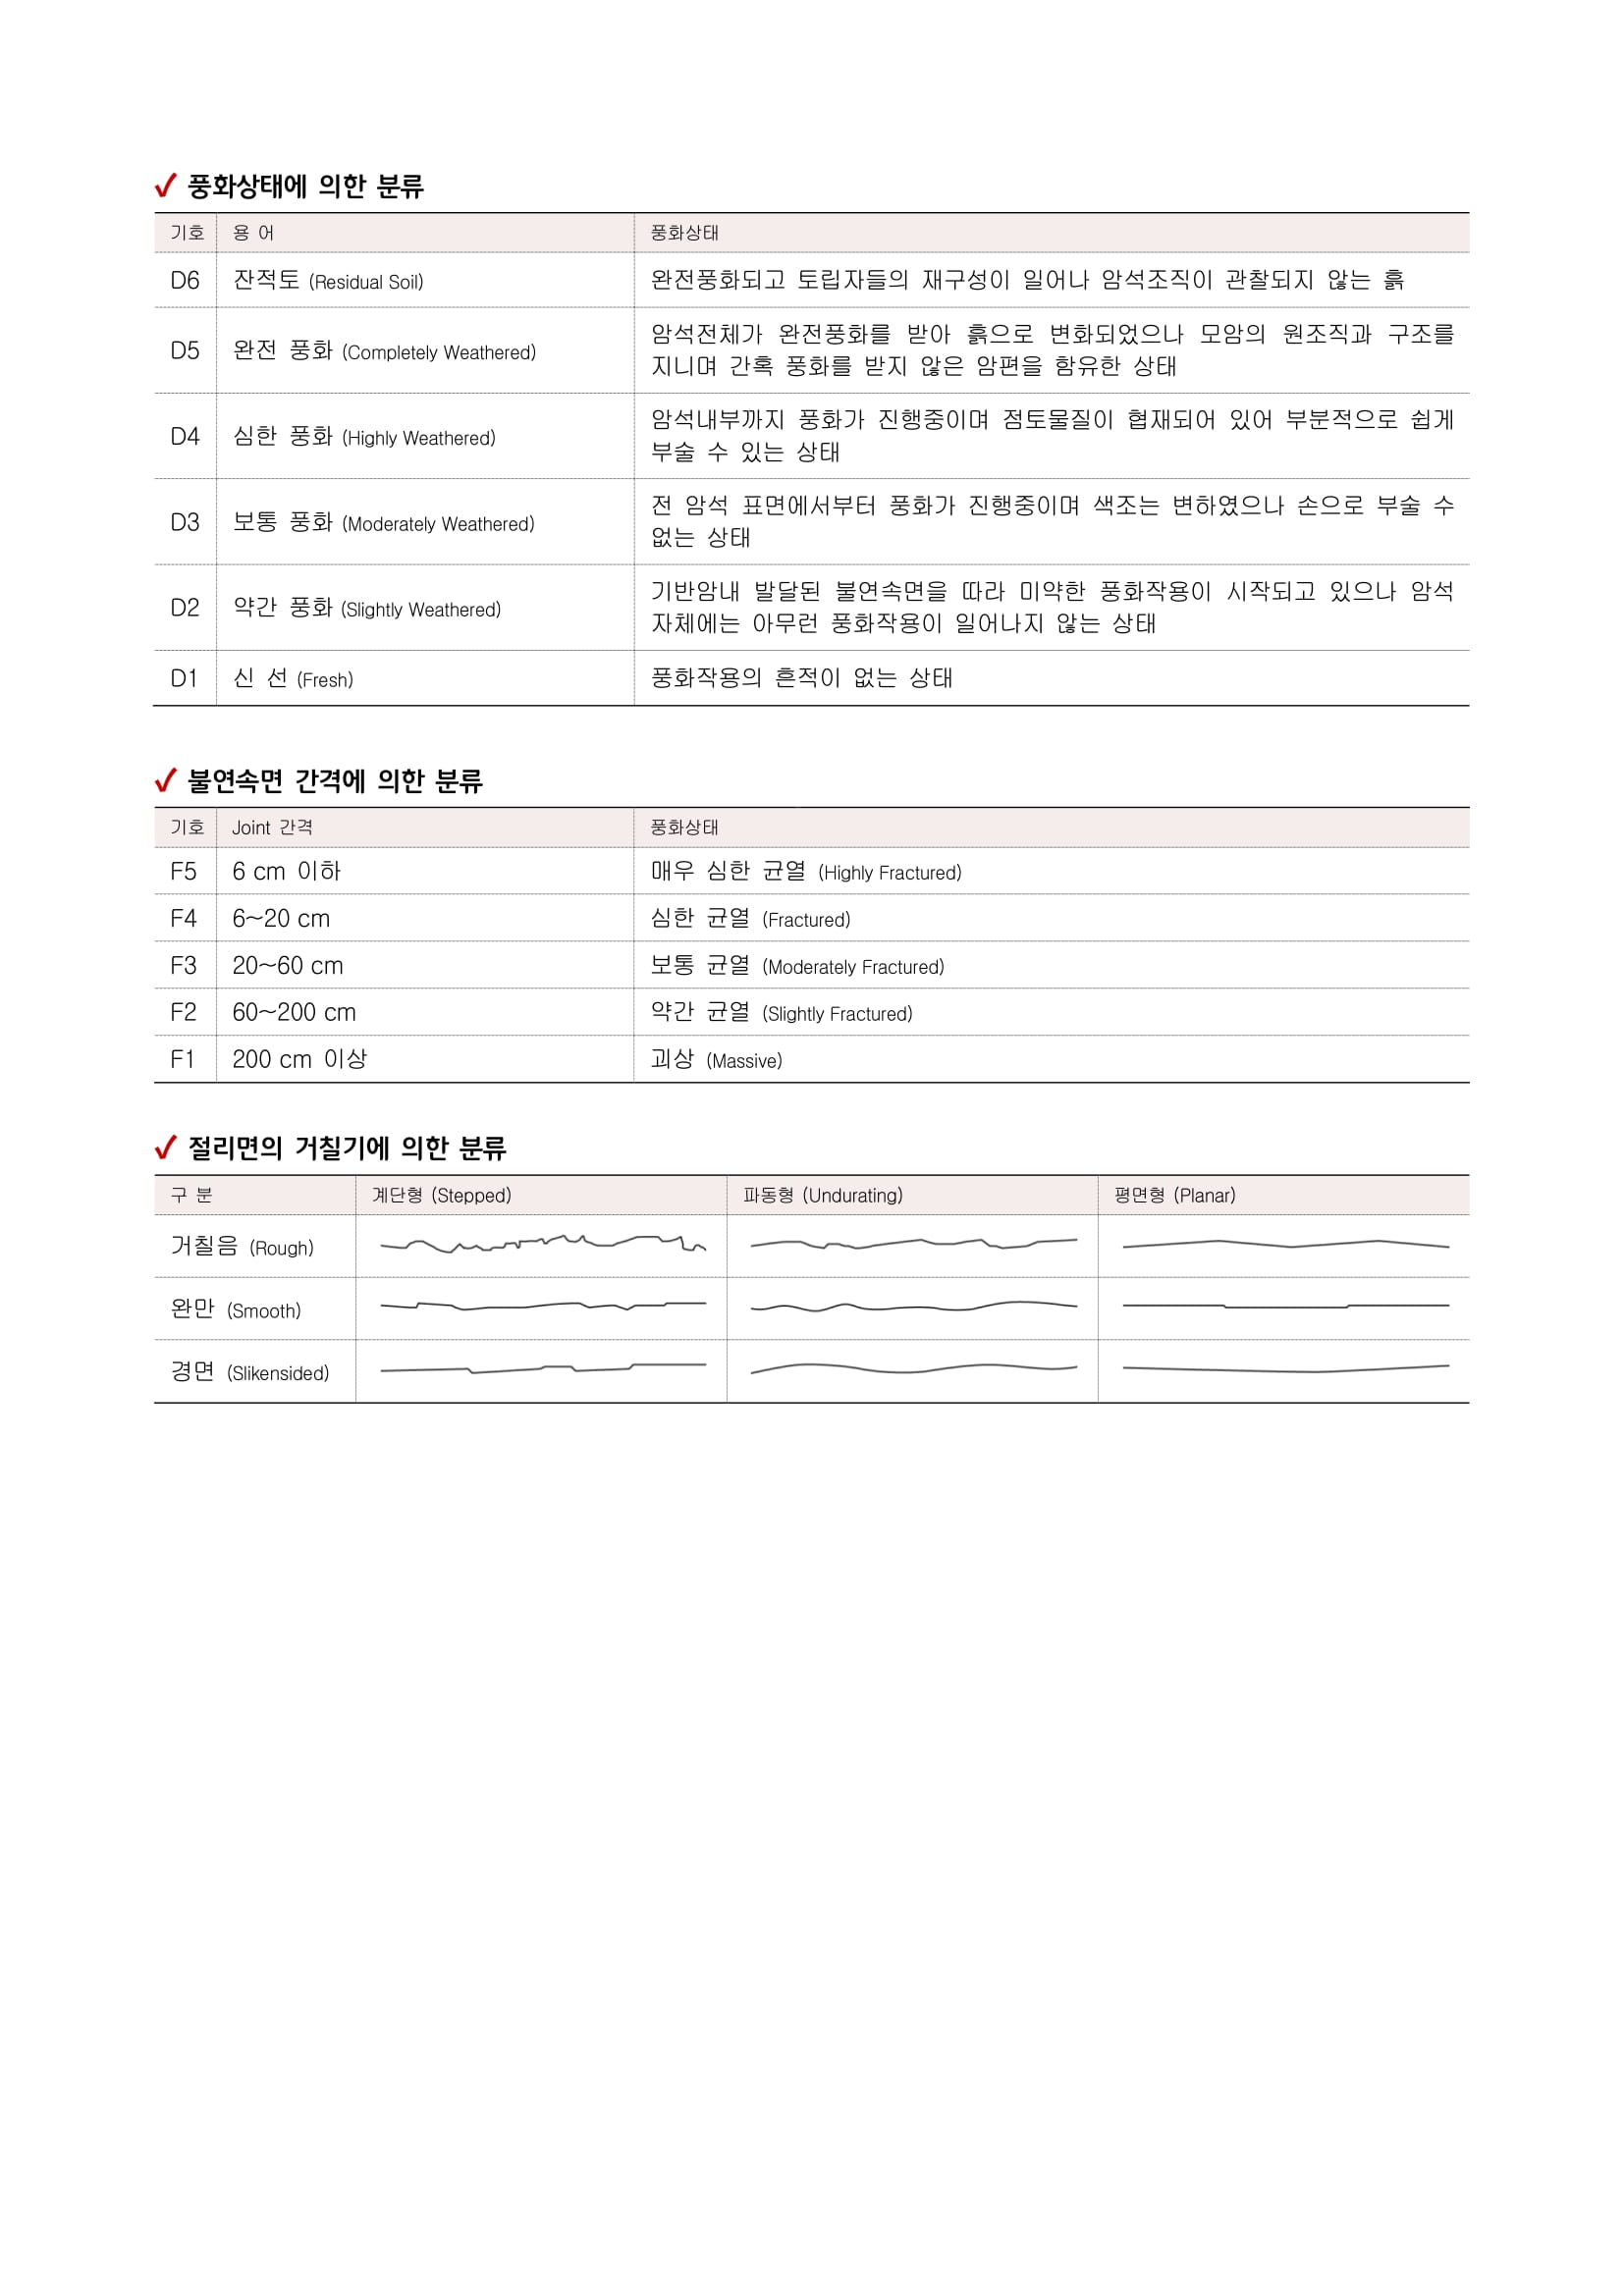 풍화상태에 의한 분류
기호 용 어 풍화상태
D6 잔적토 (Residual Soil) 완전풍화되고 토립자들의 재구성이 일어나 암석조직이 관찰되지 않는 흙
D5 완전 풍화 (Completely Weathered) 암석전체가 완전풍화를 받아 흙으로 변화되었으나 모암의 원조직과 구조를
지니며 간혹 풍화를 받지 않은 암편을 함유한 상태
D4 심한 풍화 (Highly Weathered) 암석내부까지 풍화가 진행중이며 점토물질이 협재되어 있어 부분적으로 쉽게
부술 수 있는 상태
D3 보통 풍화 (Moderately Weathered) 전 암석 표면에서부터 풍화가 진행중이며 색조는 변하였으나 손으로 부술 수
없는 상태
D2 약간 풍화 (Slightly Weathered) 기반암내 발달된 불연속면을 따라 미약한 풍화작용이 시작되고 있으나 암석
자체에는 아무런 풍화작용이 일어나지 않는 상태
D1 신 선 (Fresh) 풍화작용의 흔적이 없는 상태
불연속면 간격에 의한 분류
기호 Joint 간격 풍화상태
F5 6 cm 이하 매우 심한 균열 (Highly Fractured)
F4 6~20 cm 심한 균열 (Fractured)
F3 20~60 cm 보통 균열 (Moderately Fractured)
F2 60~200 cm 약간 균열 (Slightly Fractured)
F1 200 cm 이상 괴상 (Massive)
절리면의 거칠기에 의한 분류
구 분 계단형 (Stepped) 파동형 (Undurating) 평면형 (Planar)
거칠음 (Rough)
완만 (Smooth)
경면 (Slikensided)